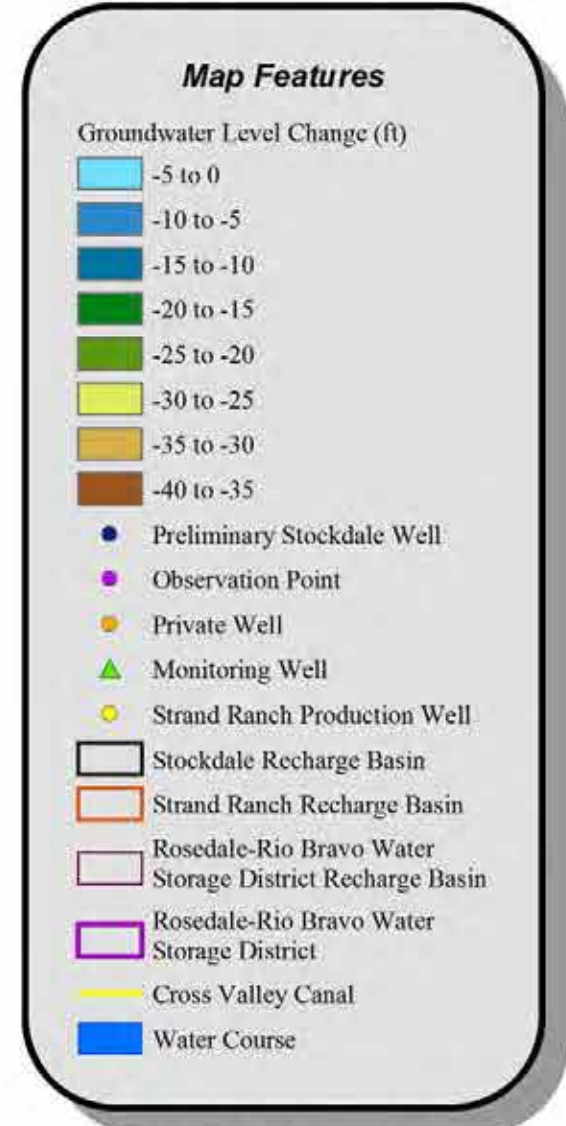 Map Features
Groundwater Level Change (ft)
-5 to 0
-10 to -5
-15 to -10
-20 to -15
-25 to -20
-30 to -25
-35 to -30
-40 to -35
Preliminary Stockdale Well
Observation Point
Private Well
Monitoring Well
Strand Ranch Production Well
Stockdale Recharge Basin
Strand Ranch Recharge Basin
Rosedale-Rio Bravo Water
Storage District Recharge Basin
Rosedale-Rio Bravo Water
Storage District
Cross Valley Canal
Water Course